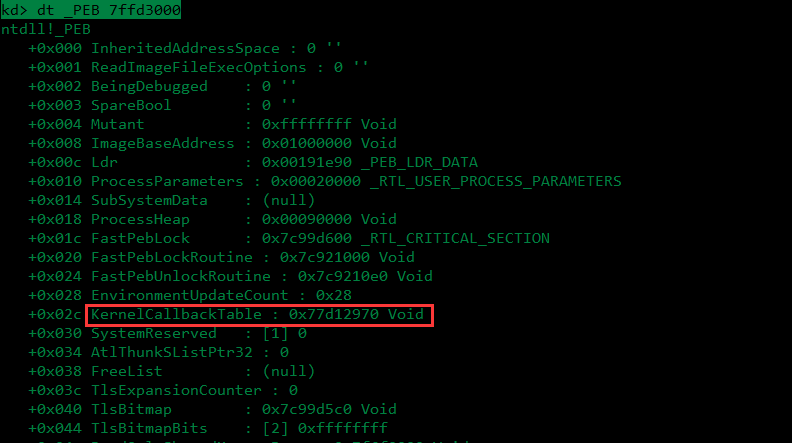 kd> dt _PEB 7ffd3000
ntdll!_PEB
+0x000 InheritedAddressSpace : 0 ''
+0x001 ReadImageFileExecOptions : 0 ''
+0x002 BeingDebugged : 0 ''
+0x003 SpareBool : 0 ''
+0x004 Mutant : 0xffffffff Void
+0x008 ImageBaseAddress : 0x01000000 Void
+0x00c Ldr : 0x00191e90 _PEB_LDR_DATA
+0x010 ProcessParameters : 0x00020000 _RTL_USER_PROCESS_PARAMETERS
+0x014 SubSystemData : (null)
+0x018 ProcessHeap : 0x00090000 Void
+0x01c FastPebLock : 0x7c99d600 _RTL_CRITICAL_SECTION
+0x020 FastPebLockRoutine : 0x7c921000 Void
+0x024 FastPebUnlockRoutine : 0x7c9210e0 Void
+0x028 EnvironmentUpdateCount : 0x28
+0x02c KernelCallbackTable : 0x77d12970 Void
+0x030 SystemReserved : [1] 0
+0x034 AtlThunkSListPtr32 : 0
+0x038 FreeList : (null)
+0x03c TlsExpansionCounter : 0
+0x040 TlsBitmap : 0x7c99d5c0 Void
+0x044 TlsBitmapBits : [2] 0xffffffff